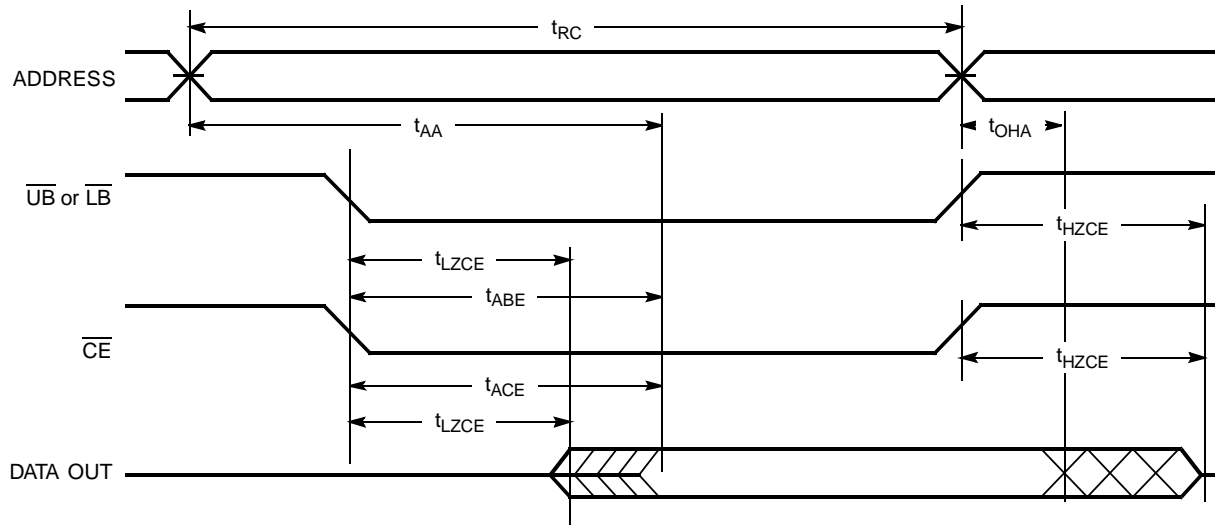 tRC
ADDRESS
tAA
tOHA
UB or LB
tHZCE
tLZCE
tABE
CE
tHZCE
tACE
tLZCE
DATA OUT